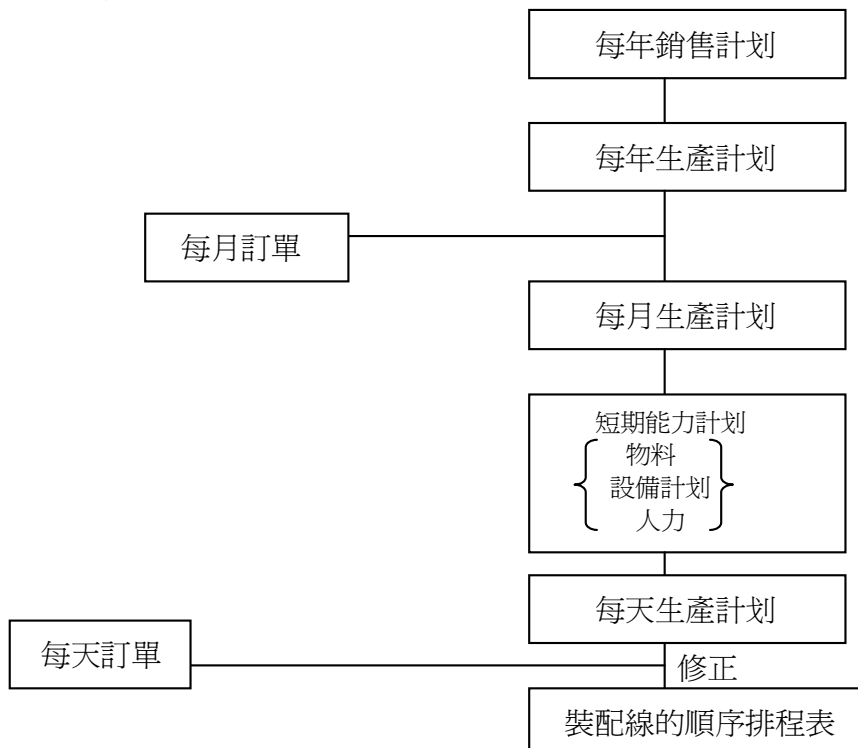 每年銷售計划
每年生產計划
每月訂單
每月生產計划
短期能力計划
物料
設備計划
人力
每天生產計划
每天訂單
修正
裝配線的順序排程表